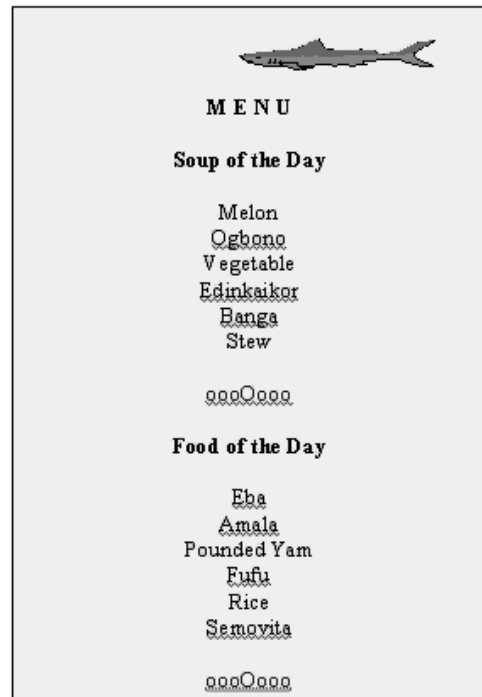 M E N U
Soup of the Day
Melon
Ogbono
Vegetable
Edinkaikor
Banga
Stew
oooOooo
Food of the Day
Eba
Amala
Pounded Yam
Fufu
Rice
Semovita
oooOooo